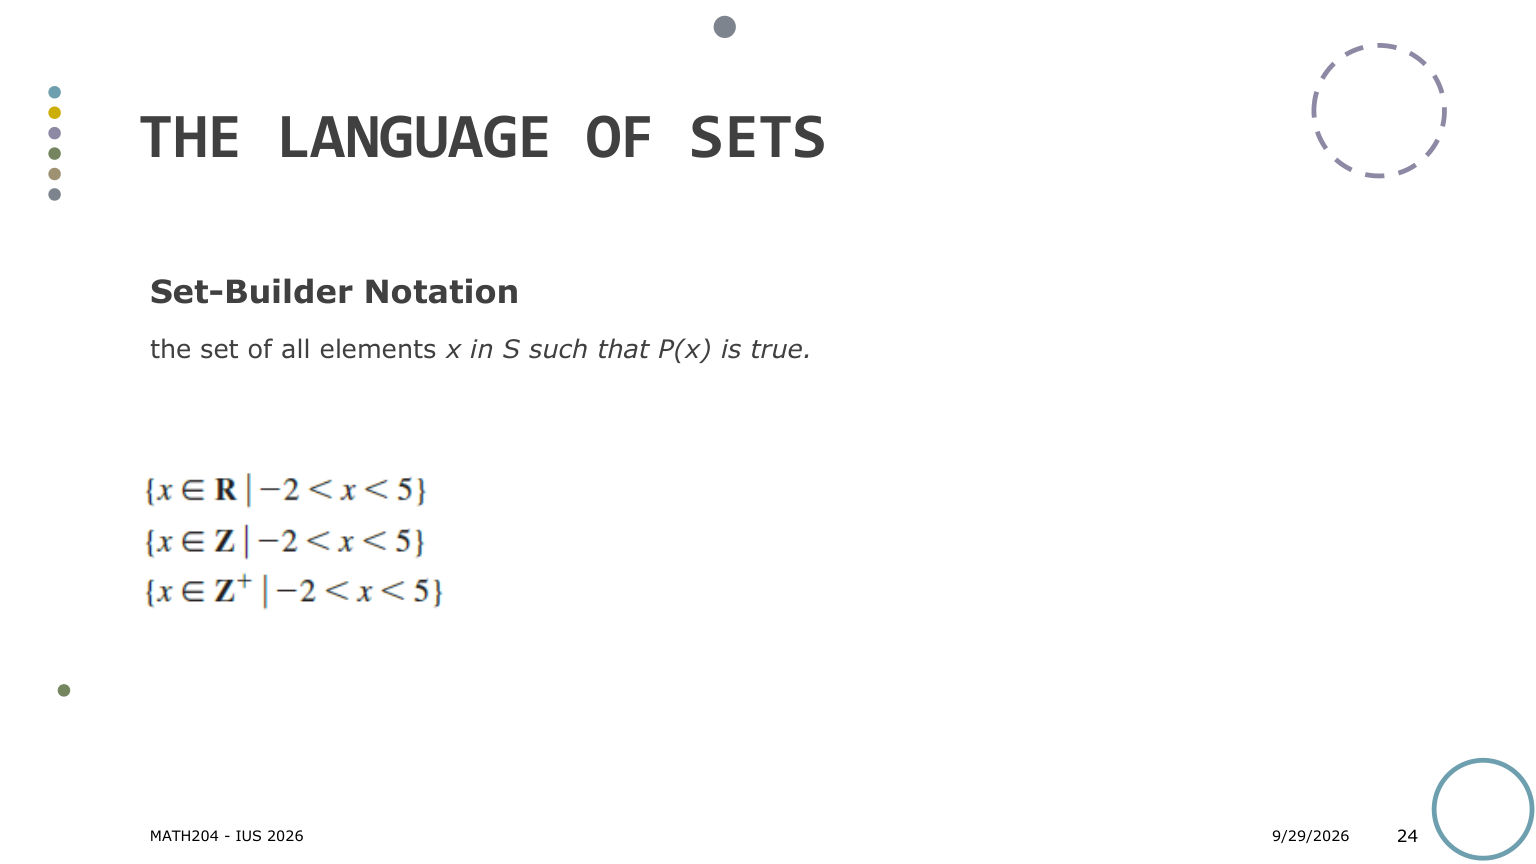 THE LANGUAGE OF SETS
Set-Builder Notation
the set of all elements x in S such that P(x) is true.
{x ∈ R | −2 < x < 5}
{x ∈ Z | −2 < x < 5}
{x ∈ Z⁺ | −2 < x < 5}
MATH204 - IUS 2026
9/29/2026
24